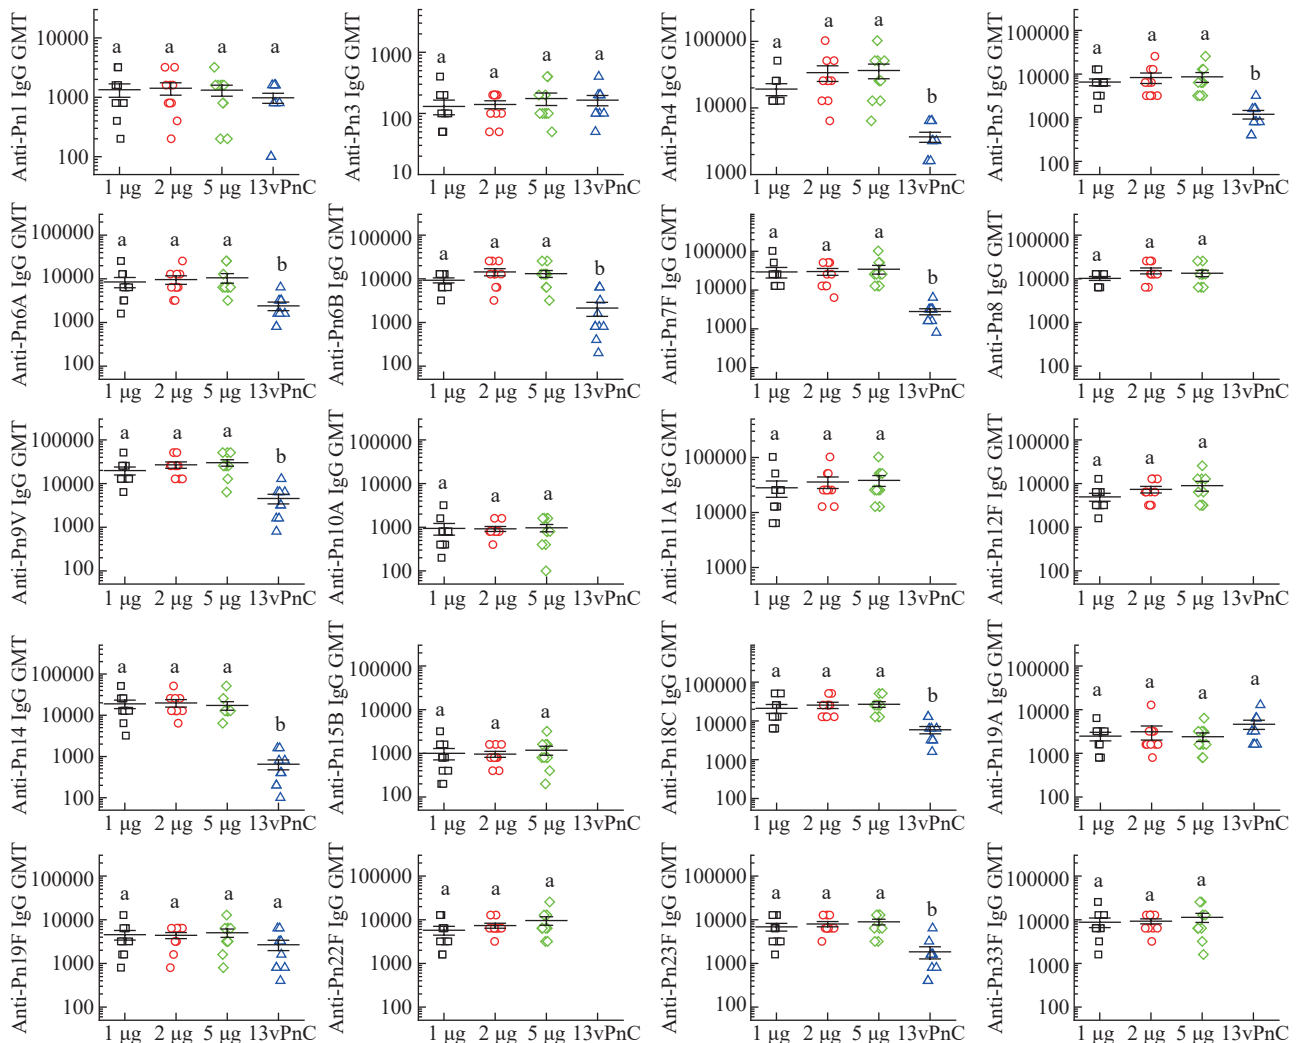 Anti-Pn1 IgG GMT
10000
1000
100
a a a a
1 μg 2 μg 5 μg 13vPnC
Anti-Pn3 IgG GMT
1000
100
10
a a a a
1 μg 2 μg 5 μg 13vPnC
Anti-Pn4 IgG GMT
100000
10000
1000
a a a b
1 μg 2 μg 5 μg 13vPnC
Anti-Pn5 IgG GMT
100000
10000
1000
1000
a a a b
1 μg 2 μg 5 μg 13vPnC
Anti-Pn6A IgG GMT
100000
10000
1000
100
a a a b
1 μg 2 μg 5 μg 13vPnC
Anti-Pn6B IgG GMT
100000
10000
1000
100
a a a b
1 μg 2 μg 5 μg 13vPnC
Anti-Pn7F IgG GMT
100000
10000
1000
100
a a a b
1 μg 2 μg 5 μg 13vPnC
Anti-Pn8 IgG GMT
100000
10000
1000
100
a a a
1 μg 2 μg 5 μg 13vPnC
Anti-Pn9V IgG GMT
100000
10000
1000
100
a a a b
1 μg 2 μg 5 μg 13vPnC
Anti-Pn110A IgG GMT
100000
10000
1000
100
a a a
1 μg 2 μg 5 μg 13vPnC
Anti-Pn11A IgG GMT
100000
10000
1000
a a a
1 μg 2 μg 5 μg 13vPnC
Anti-Pn12F IgG GMT
100000
10000
1000
100
a a a
1 μg 2 μg 5 μg 13vPnC
Anti-Pn14 IgG GMT
100000
10000
1000
100
a a a b
1 μg 2 μg 5 μg 13vPnC
Anti-Pn15B IgG GMT
100000
10000
1000
100
a a a
1 μg 2 μg 5 μg 13vPnC
Anti-Pn18C IgG GMT
100000
10000
1000
100
a a a b
1 μg 2 μg 5 μg 13vPnC
Anti-Pn19A IgG GMT
100000
10000
1000
100
a a a a
1 μg 2 μg 5 μg 13vPnC
Anti-Pn19F IgG GMT
100000
10000
1000
100
a a a a
1 μg 2 μg 5 μg 13vPnC
Anti-Pn22F IgG GMT
100000
10000
1000
100
a a a
1 μg 2 μg 5 μg 13vPnC
Anti-Pn23F IgG GMT
100000
10000
1000
100
a a a b
1 μg 2 μg 5 μg 13vPnC
Anti-Pn33F IgG GMT
100000
10000
1000
100
a a a
1 μg 2 μg 5 μg 13vPnC